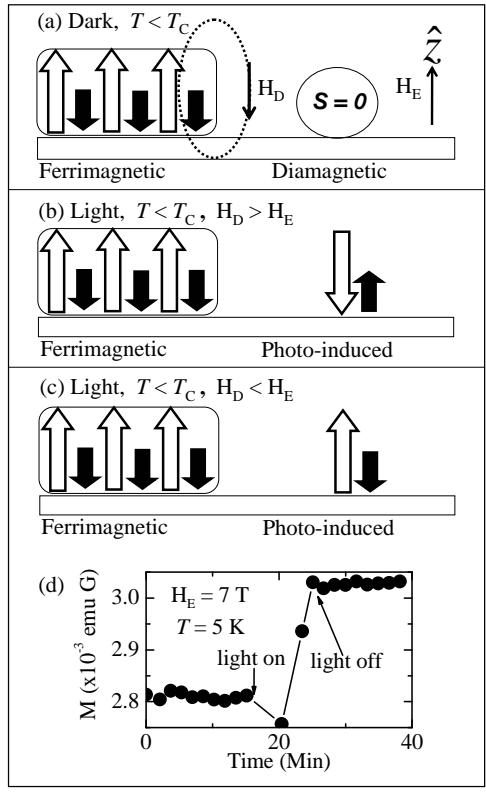 (a) Dark, T < T_C
H_D
S = 0
H_E
ẑ
Ferrimagnetic Diamagnetic
(b) Light, T < T_C , H_D > H_E
Ferrimagnetic Photo-induced
(c) Light, T < T_C , H_D < H_E
Ferrimagnetic Photo-induced
(d)
M (x10⁻³ emu G)
3.0
2.9
2.8
H_E = 7 T
T = 5 K
light on
light off
0 20 40
Time (Min)